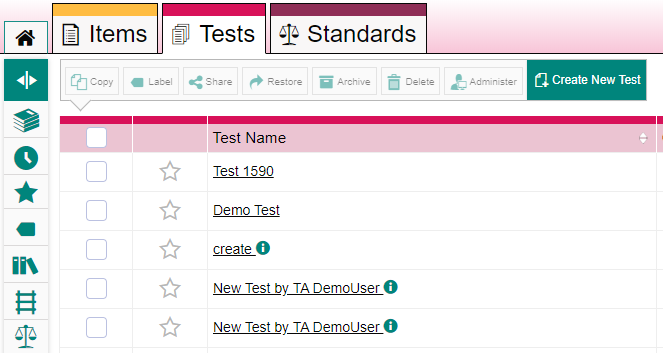 Items Tests Standards
Copy Label Share Restore Archive Delete Administer Create New Test
Test Name
Test 1590
Demo Test
create
New Test by TA DemoUser
New Test by TA DemoUser